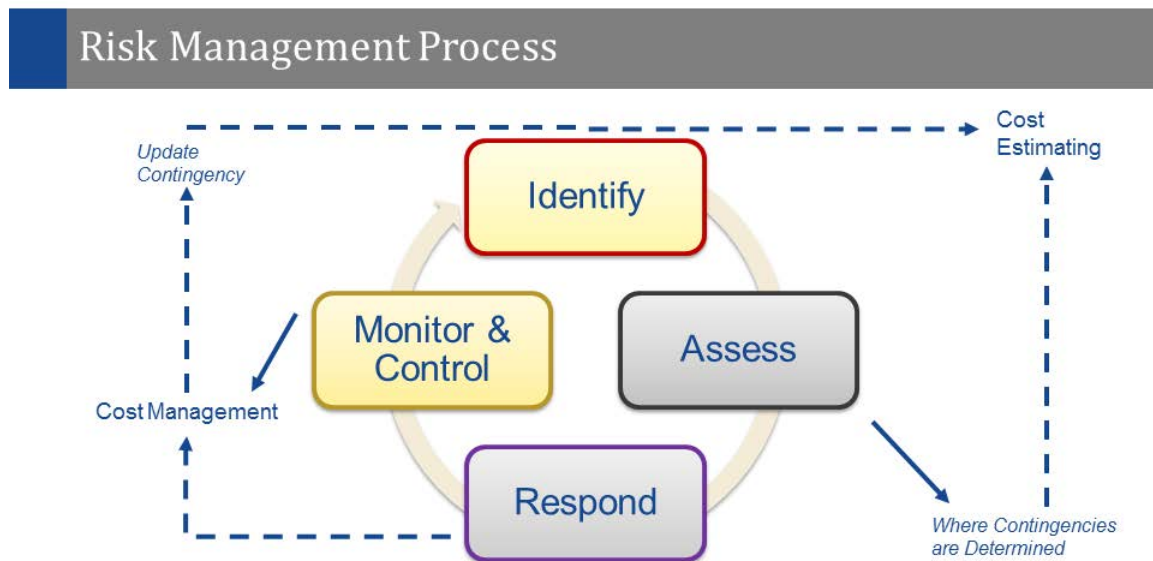 Risk Management Process
Update
Contingency
Cost
Estimating
Identify
Monitor &
Control
Assess
Cost Management
Respond
Where Contingencies
are Determined